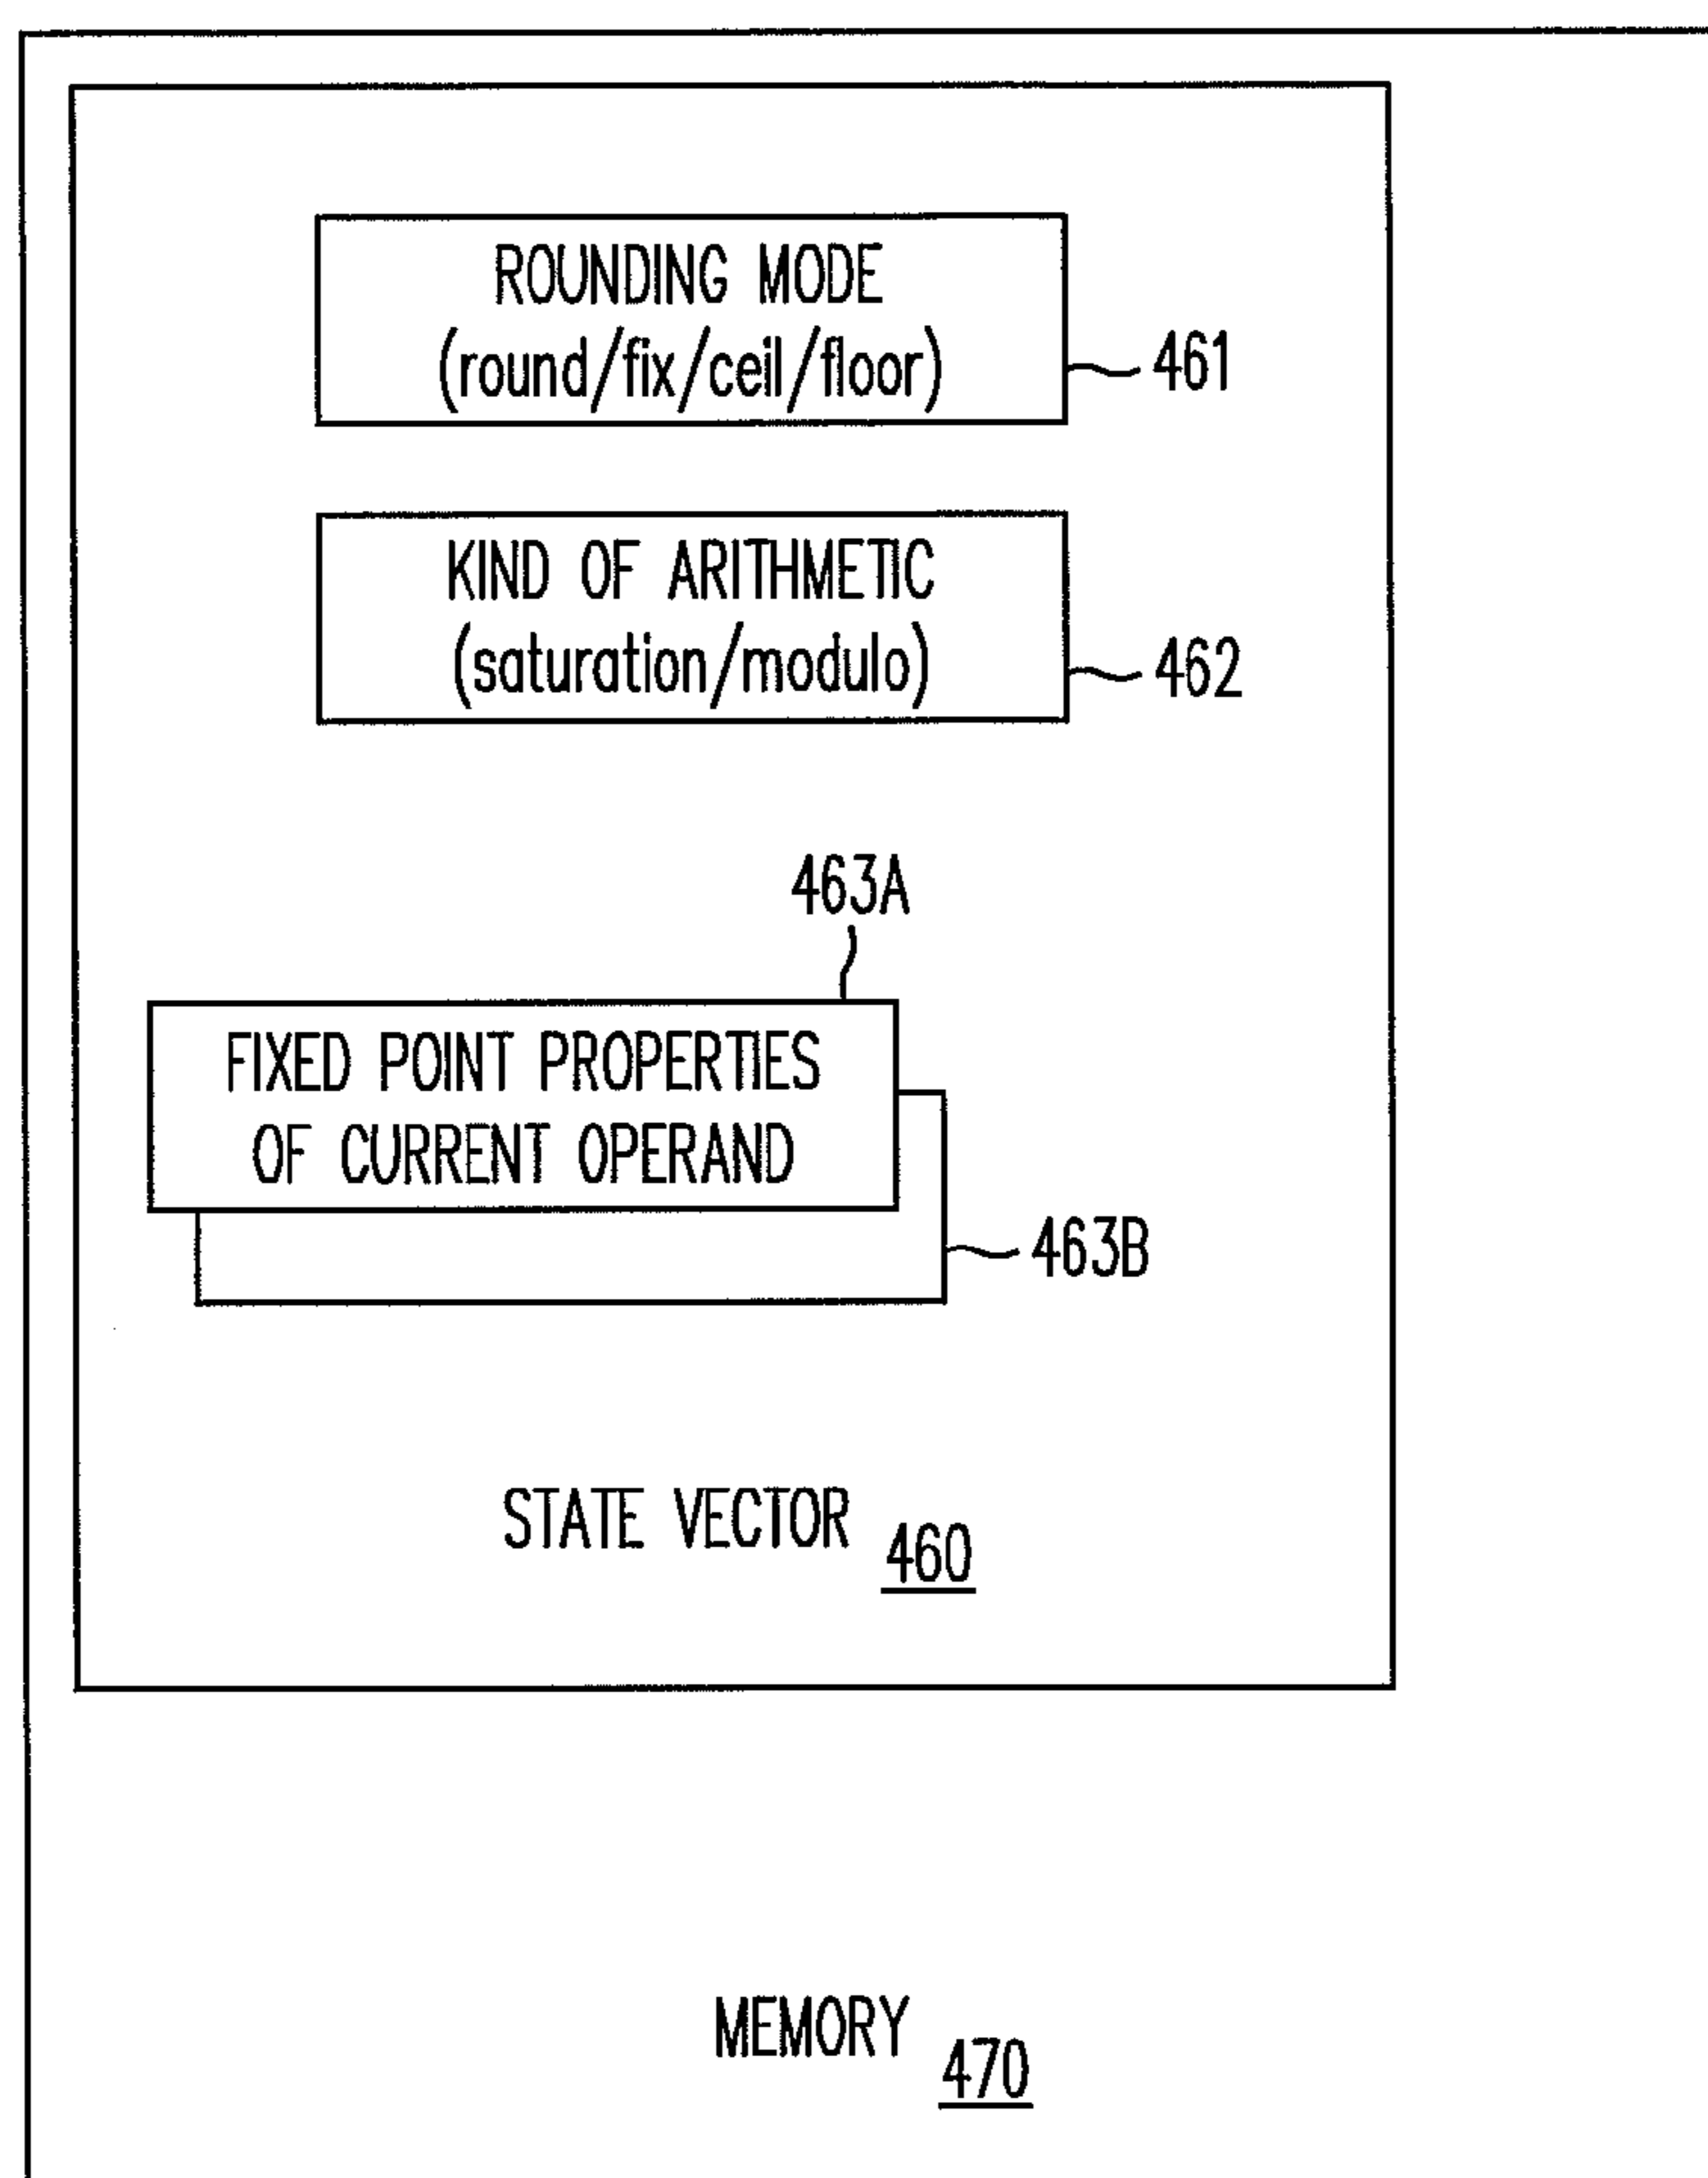 ROUNDING MODE
(round/fix/ceil/floor)
461
KIND OF ARITHMETIC
(saturation/modulo)
462
463A
FIXED POINT PROPERTIES
OF CURRENT OPERAND
463B
STATE VECTOR 460
MEMORY 470